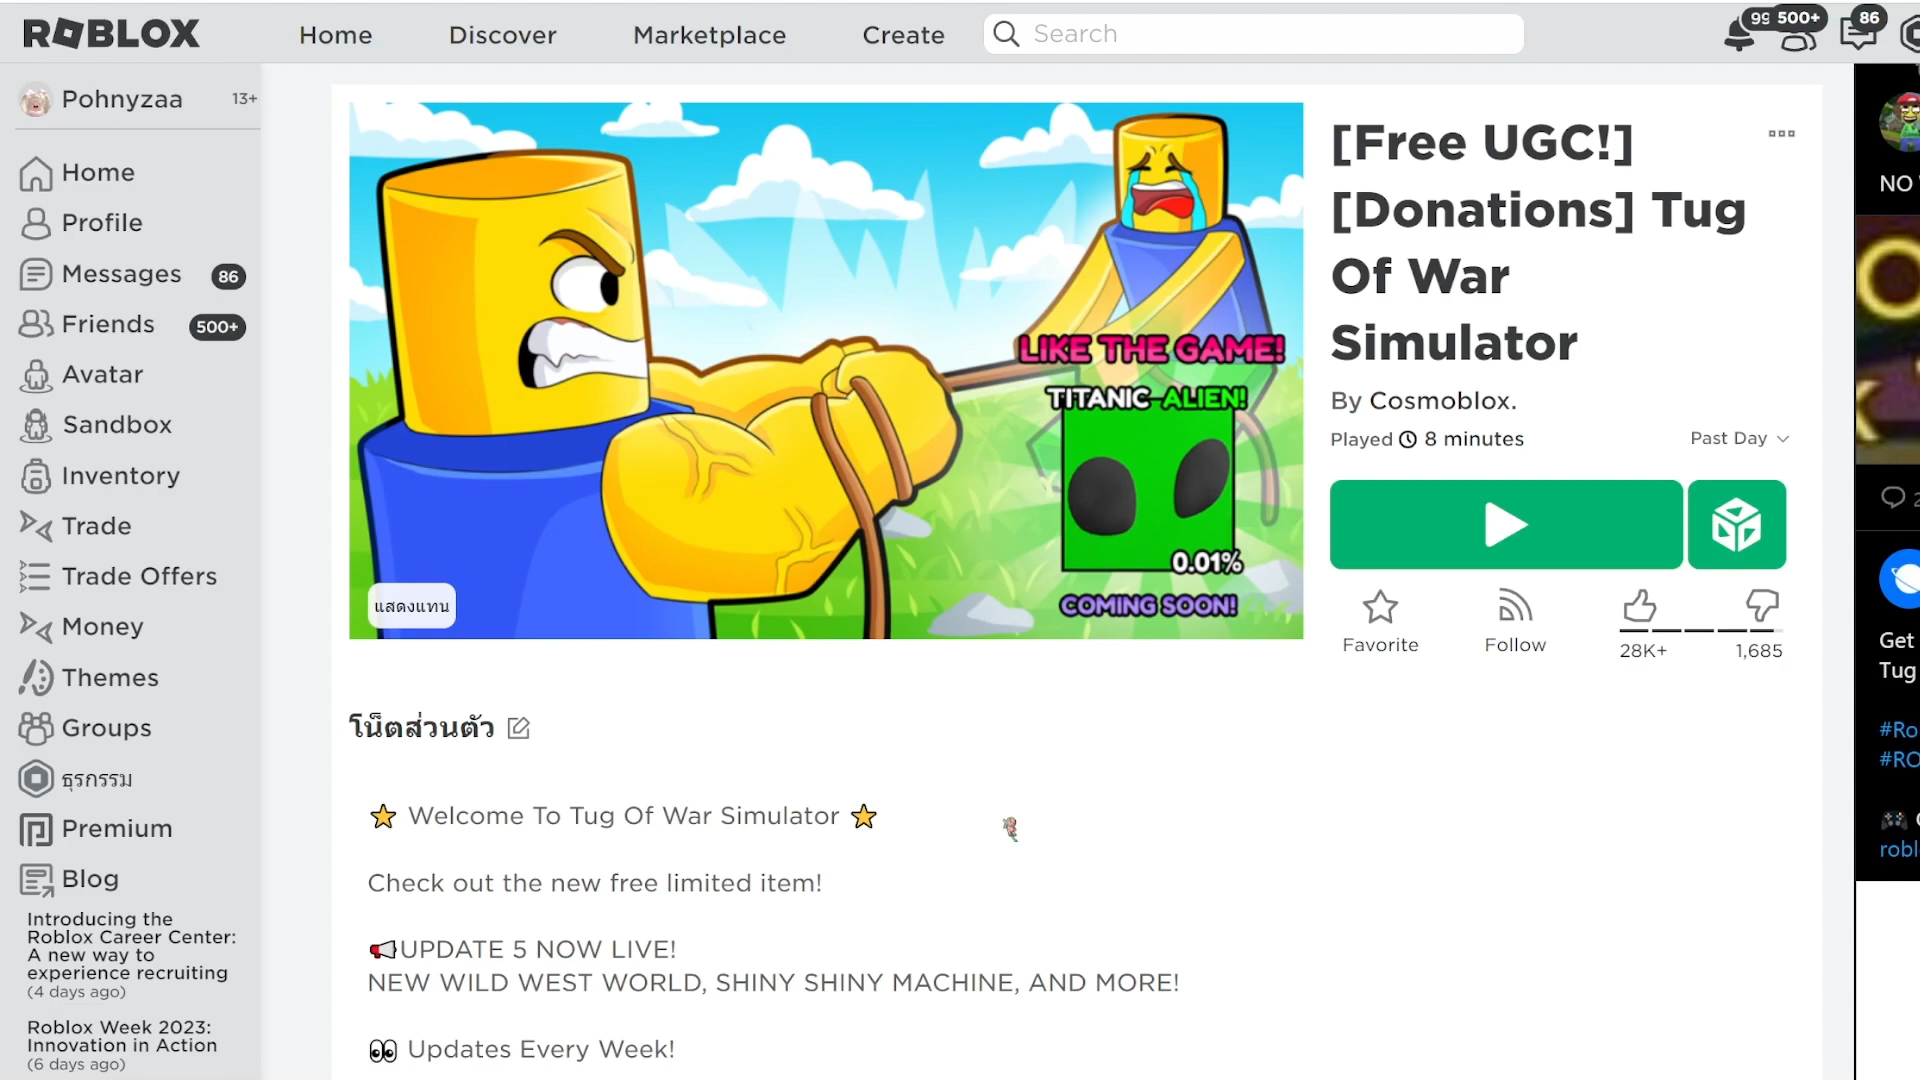 ROBLOX
Home
Discover
Marketplace
Create
Search
99
500+
86
Pohnyzaa
13+
Home
Profile
Messages
86
Friends
500+
Avatar
Sandbox
Inventory
Trade
Trade Offers
Money
Themes
Groups
ธุรกรรม
Premium
Blog
Introducing the
Roblox Career Center:
A new way to
experience recruiting
(4 days ago)
Roblox Week 2023:
Innovation in Action
(6 days ago)
LIKE THE GAME!
TITANIC ALIEN!
0.01%
COMING SOON!
แสดงแทน
[Free UGC!]
[Donations] Tug
Of War
Simulator
By Cosmoblox.
Played 8 minutes
Past Day
Favorite
Follow
28K+
1,685
โน็ตส่วนตัว
⭐ Welcome To Tug Of War Simulator ⭐
Check out the new free limited item!
📢UPDATE 5 NOW LIVE!
NEW WILD WEST WORLD, SHINY SHINY MACHINE, AND MORE!
👀 Updates Every Week!
NO
Get
Tug
#Ro
#RO
robl